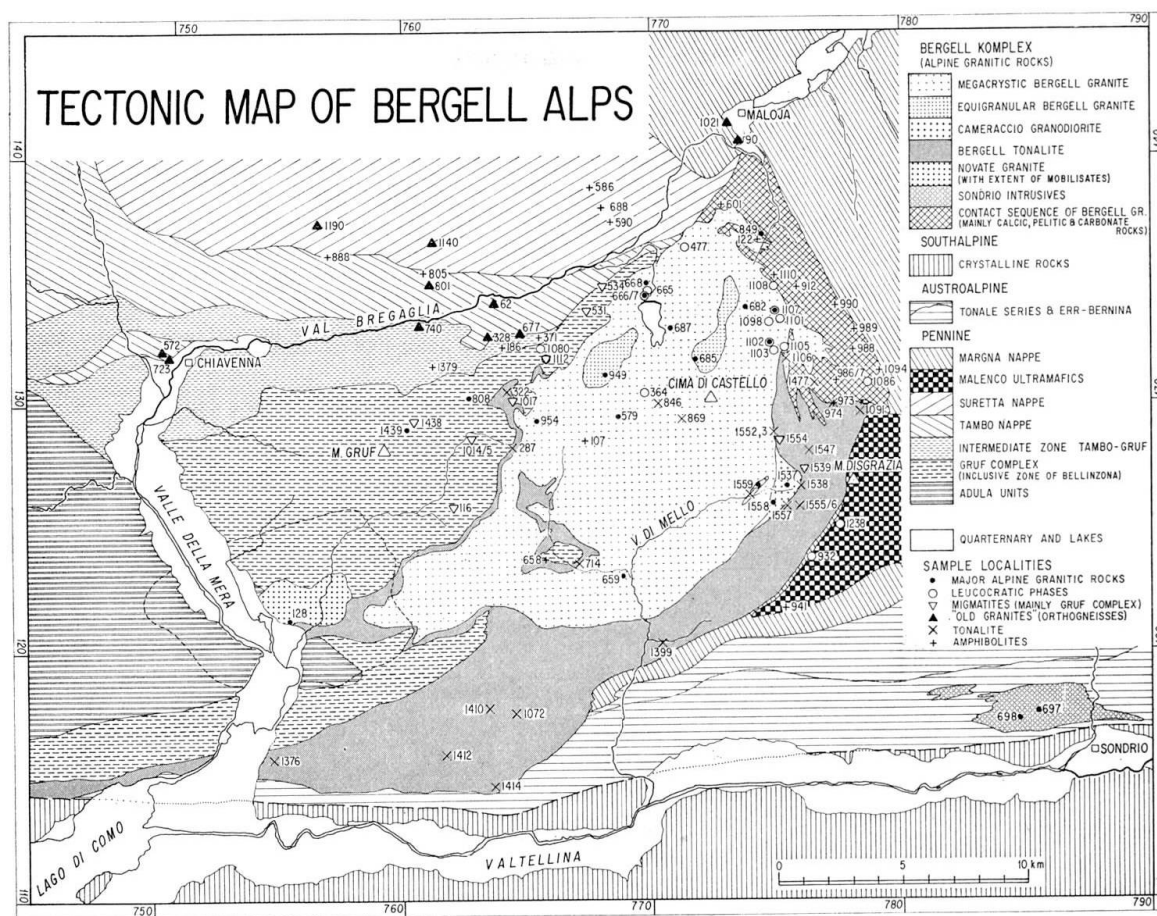 750
760
770
780
790
TECTONIC MAP OF BERGELL ALPS
BERGELL KOMPLEX
(ALPINE GRANITIC ROCKS)
MEGACRYSTIC BERGELL GRANITE
EQUIGRANULAR BERGELL GRANITE
CAMERACCIO GRANODIORITE
BERGELL TONALITE
NOVATE GRANITE
(WITH EXTENT OF MOBILISATES)
SONDRIO INTRUSIVES
CONTACT SEQUENCE OF BERGELL GR.
(MAINLY CALCIC, PELITIC & CARBONATE
ROCKS)
SOUTHALPINE
CRYSTALLINE ROCKS
AUSTROALPINE
TONALE SERIES & ERR-BERNINA
PENNINE
MARGNA NAPPE
MALENCO ULTRAMAFICS
SURETTA NAPPE
TAMBO NAPPE
INTERMEDIATE ZONE TAMBO-GRUF
GRUF COMPLEX
(INCLUSIVE ZONE OF BELLINZONA)
ADULA UNITS
QUARTERNARY AND LAKES
SAMPLE LOCALITIES
MAJOR ALPINE GRANITIC ROCKS
LEUCOCRATIC PHASES
MIGMATITES (MAINLY GRUF COMPLEX)
"OLD GRANITES" (ORTHOGNEISSES)
TONALITE
AMPHIBOLITES
1021
MALOJA
790
140
586
688
590
601
1190
1140
888
805
801
849
122
477
1110
1108
912
990
668
666/7
665
534
531
62
VAL BREGAGLIA
740
328
677
371
186
1080
1112
1379
682
1107
1101
1098
687
989
988
1102
1103
1105
1106
685
986/7
1094
1086
572
723
CHIAVENNA
949
CIMA DI CASTELLO
1477
973
974
1091
130
808
322
1017
364
846
869
579
954
1439
1438
M. GRUF
1014/5
287
107
1552,3
1554
1547
1539
M. DISGRAZIA
1537
1538
1559
1558
1557
1555/6
1238
932
941
116
V. DI MELLO
658
714
659
VALLE DELLA MERA
128
120
1399
1410
1072
1412
1376
1414
698
697
SONDRIO
LAGO DI COMO
VALTELLINA
0
5
10 km
110
750
760
770
780
790